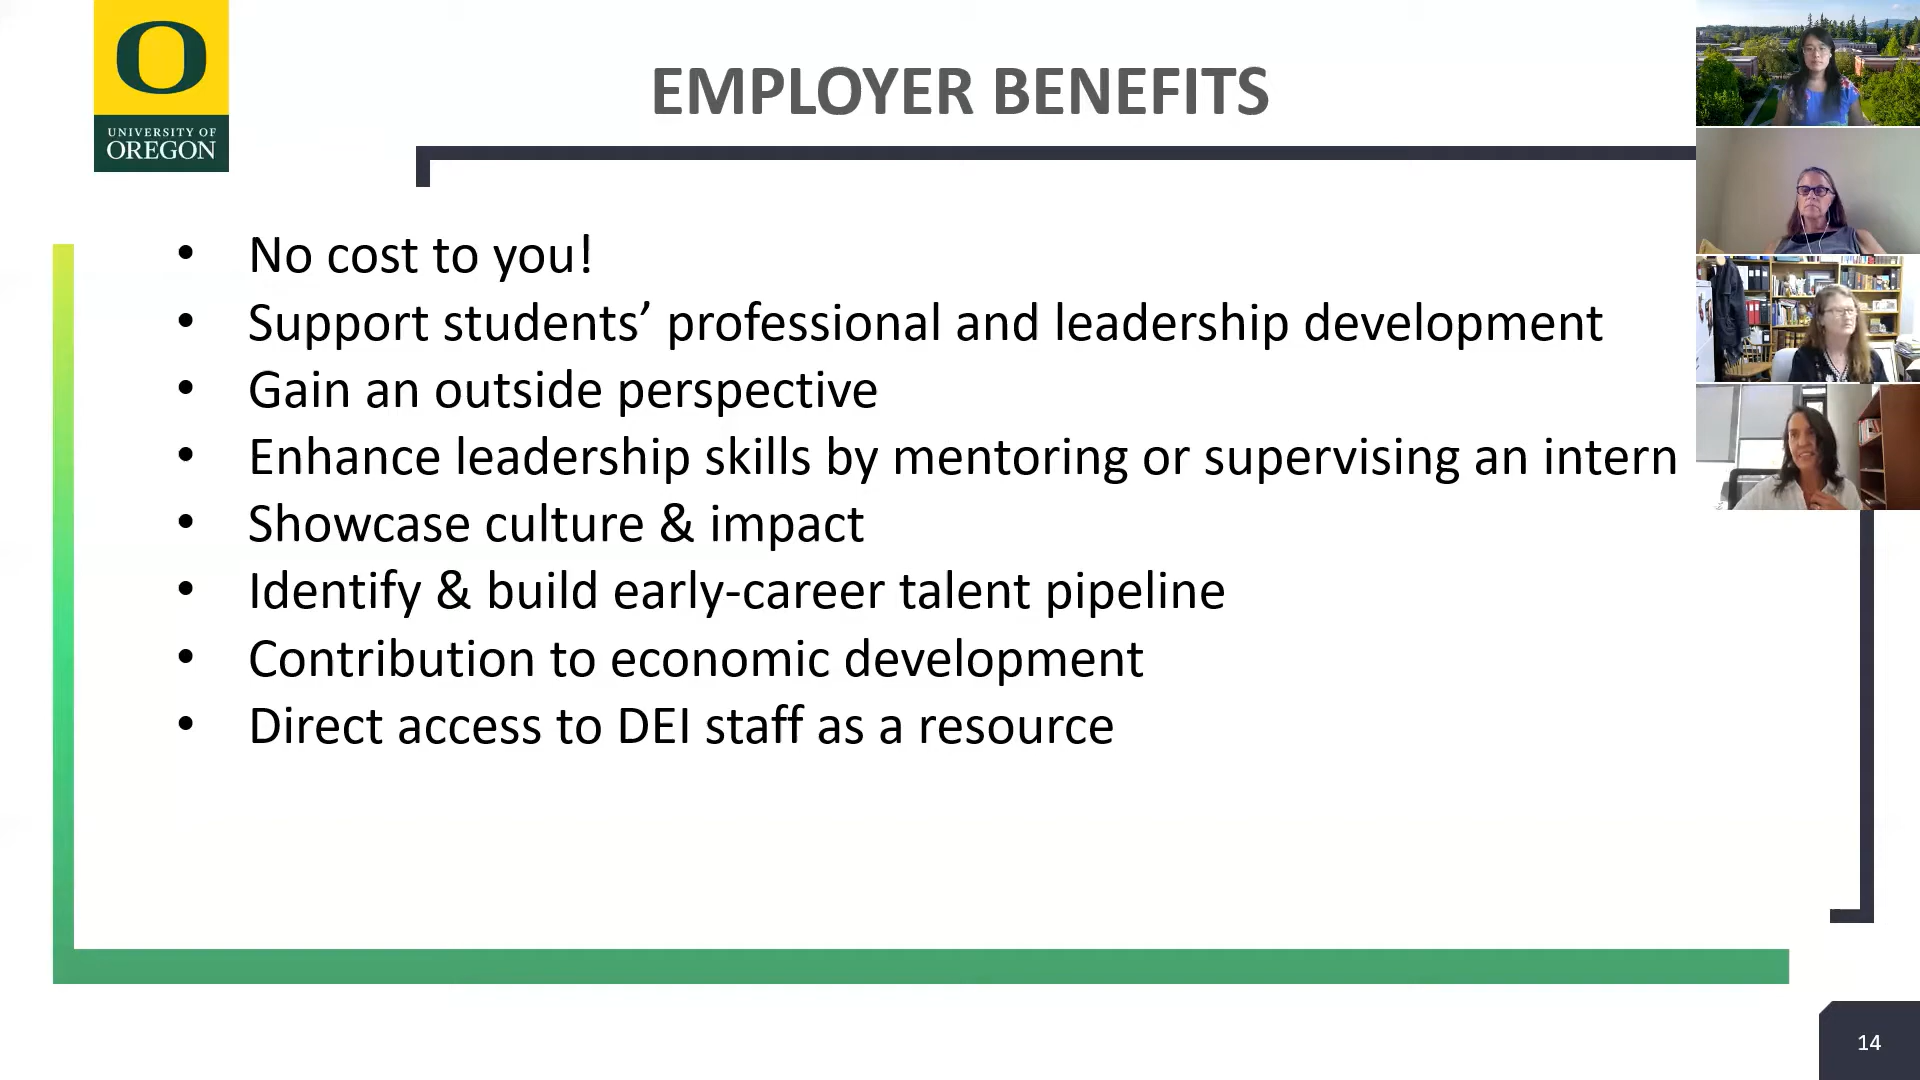 O
UNIVERSITY OF
OREGON
EMPLOYER BENEFITS
• No cost to you!
• Support students’ professional and leadership development
• Gain an outside perspective
• Enhance leadership skills by mentoring or supervising an intern
• Showcase culture & impact
• Identify & build early-career talent pipeline
• Contribution to economic development
• Direct access to DEI staff as a resource
14